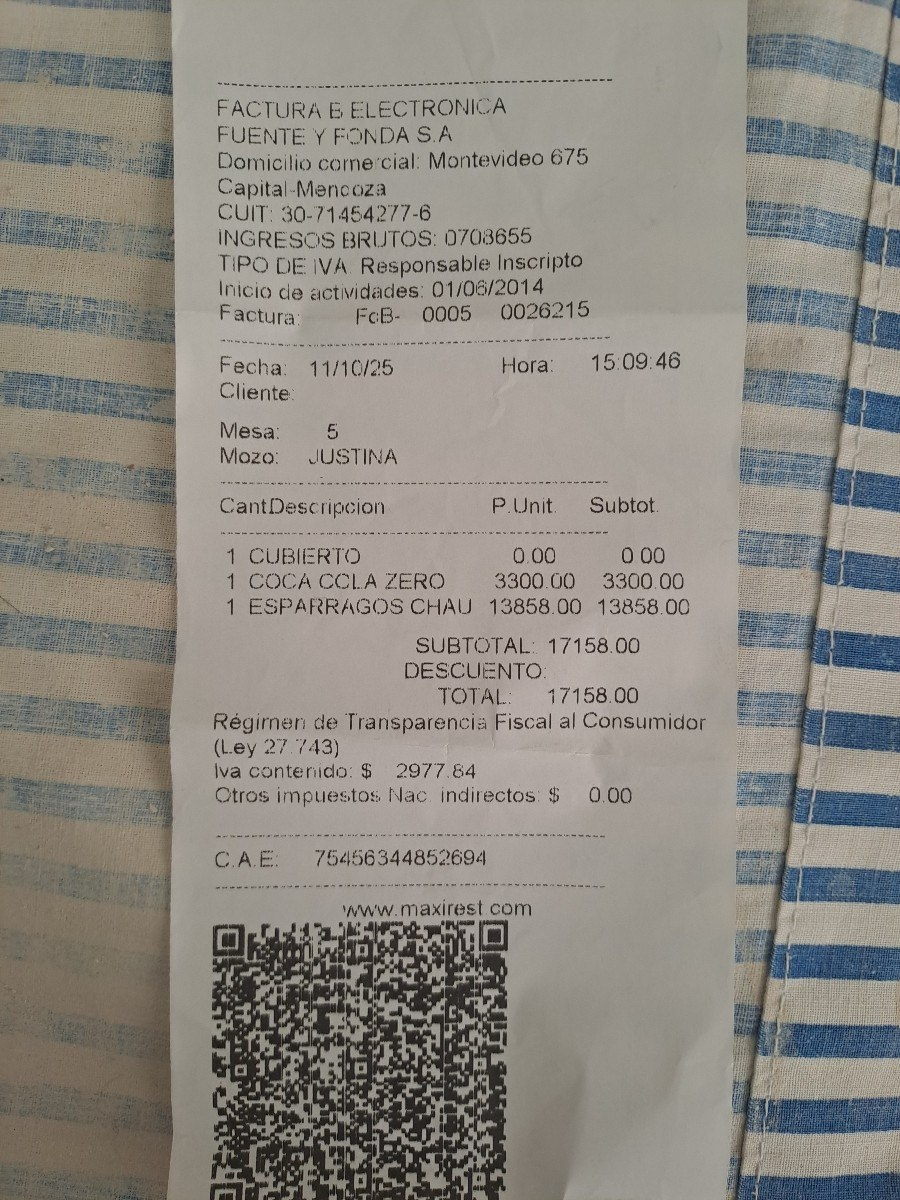 FACTURA B ELECTRONICA
FUENTE Y FONDA S.A
Domicilio comercial: Montevideo 675
Capital-Mendoza
CUIT: 30-71454277-6
INGRESOS BRUTOS: 0708655
TIPO DE IVA: Responsable Inscripto
Inicio de actividades: 01/06/2014
Factura: FcB- 0005 0026215
Fecha: 11/10/25 Hora: 15:09:46
Cliente:
Mesa: 5
Mozo: JUSTINA
CantDescripcion P.Unit. Subtot.
1 CUBIERTO 0.00 0.00
1 COCA COLA ZERO 3300.00 3300.00
1 ESPARRAGOS CHAU 13858.00 13858.00
SUBTOTAL: 17158.00
DESCUENTO:
TOTAL: 17158.00
Régimen de Transparencia Fiscal al Consumidor
(Ley 27.743)
Iva contenido: $ 2977.84
Otros impuestos Nac. indirectos: $ 0.00
C.A.E: 75456344852694
www.maxirest.com